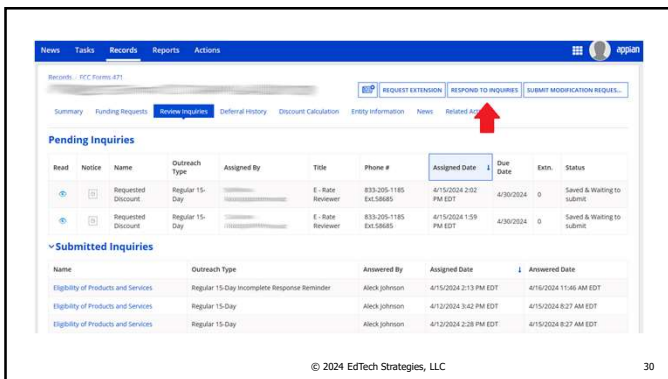 News Tasks Records Reports Actions appian
Records - FCC Forms 471
REQUEST EXTENSION RESPOND TO INQUIRIES SUBMIT MODIFICATION REQUES...
Summary Funding Requests Review Inquiries Deferral History Discount Calculation Entity Information News Related Ac
Pending Inquiries
Read Notice Name Outreach Type Assigned By Title Phone # Assigned Date Due Date Extn. Status
Requested Discount Regular 15-Day E - Rate Reviewer 833-205-1185 Ext.58685 4/15/2024 2:02 PM EDT 4/30/2024 0 Saved & Waiting to submit
Requested Discount Regular 15-Day E - Rate Reviewer 833-205-1185 Ext.58685 4/15/2024 1:59 PM EDT 4/30/2024 0 Saved & Waiting to submit
Submitted Inquiries
Name Outreach Type Answered By Assigned Date Answered Date
Eligibility of Products and Services Regular 15-Day Incomplete Response Reminder Aleck Johnson 4/15/2024 2:13 PM EDT 4/16/2024 11:46 AM EDT
Eligibility of Products and Services Regular 15-Day Aleck Johnson 4/12/2024 3:42 PM EDT 4/15/2024 8:27 AM EDT
Eligibility of Products and Services Regular 15-Day Aleck Johnson 4/12/2024 2:28 PM EDT 4/15/2024 8:27 AM EDT
© 2024 EdTech Strategies, LLC 30